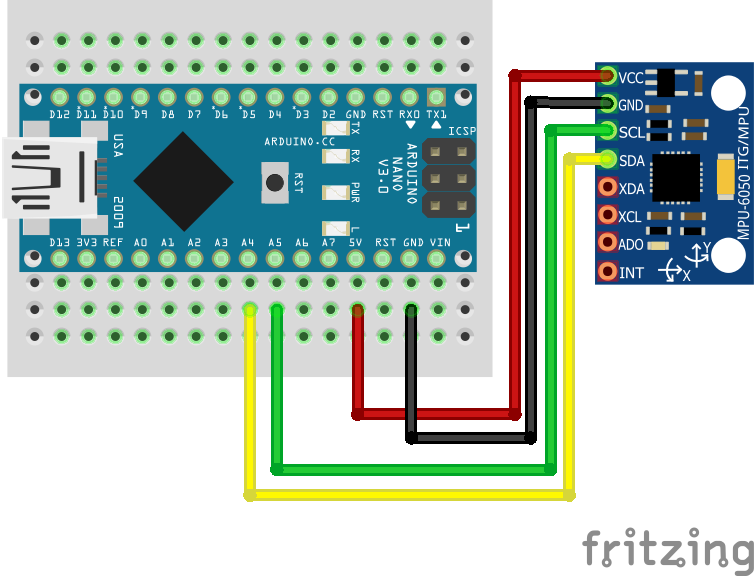 D12 D11 D10 D9 D8 D7 D6 D5 D4 D3 D2 GND RST RX0 TX1
TX
RX
PWR
L
ARDUINO.CC
RST
ARDUINO
NANO
V3.0
ICSP
1
USA
2009
D13 3V3 REF A0 A1 A2 A3 A4 A5 A6 A7 5V RST GND VIN
VCC
GND
SCL
SDA
XDA
XCL
ADO
INT
MPU-6050 ITG/MPU
Y
X
fritzing